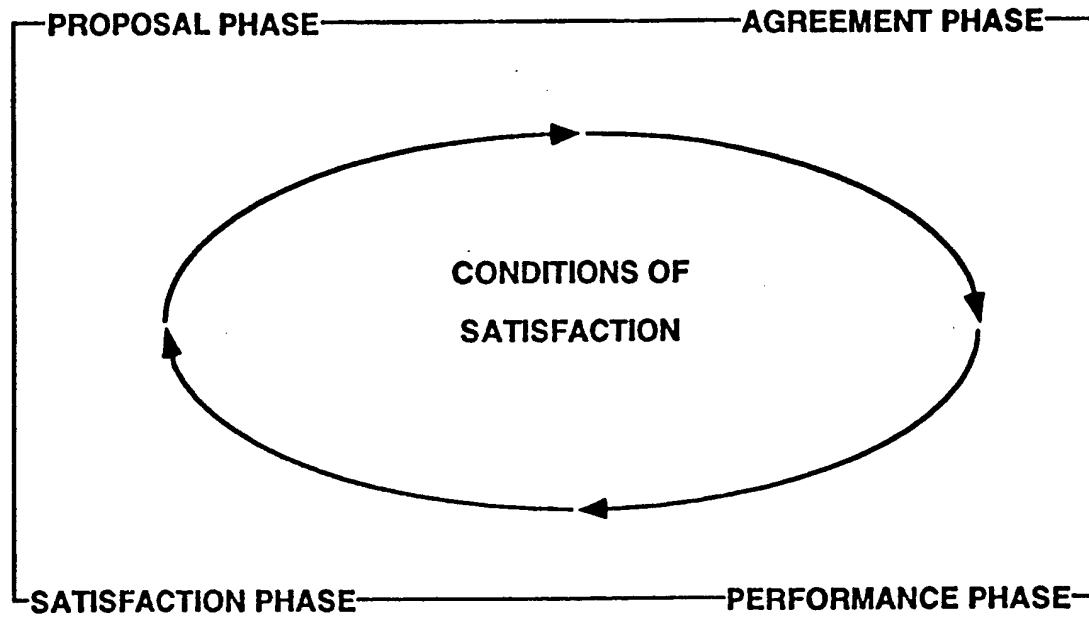 PROPOSAL PHASE
AGREEMENT PHASE
CONDITIONS OF
SATISFACTION
SATISFACTION PHASE
PERFORMANCE PHASE